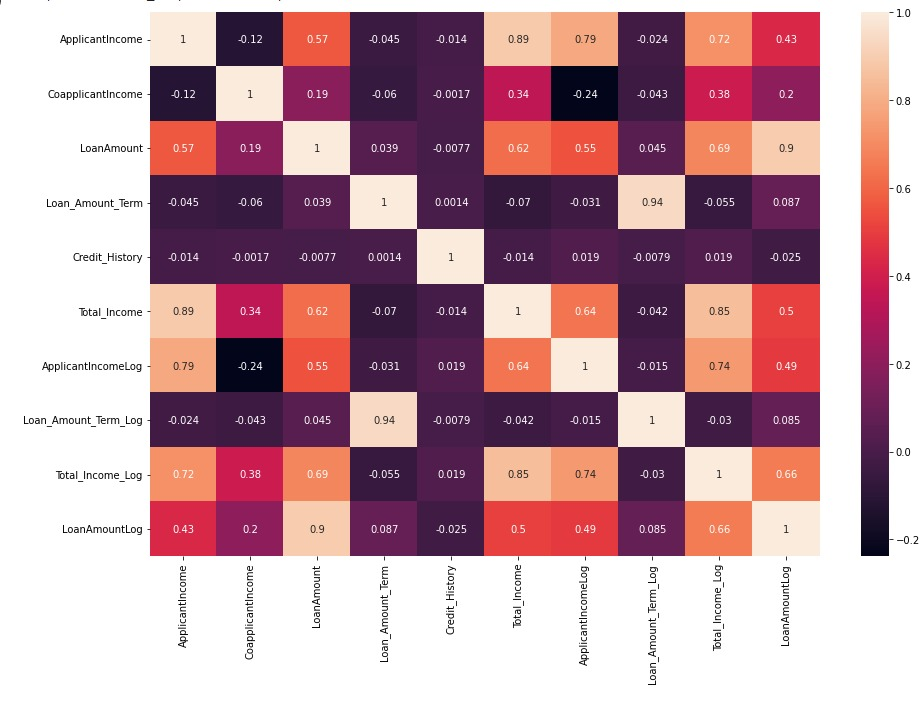 ApplicantIncome 1 -0.12 0.57 -0.045 -0.014 0.89 0.79 -0.024 0.72 0.43
CoapplicantIncome -0.12 1 0.19 -0.06 -0.0017 0.34 -0.24 -0.043 0.38 0.2
LoanAmount 0.57 0.19 1 0.039 -0.0077 0.62 0.55 0.045 0.69 0.9
Loan_Amount_Term -0.045 -0.06 0.039 1 0.0014 -0.07 -0.031 0.94 -0.055 0.087
Credit_History -0.014 -0.0017 -0.0077 0.0014 1 -0.014 0.019 -0.0079 0.019 -0.025
Total_Income 0.89 0.34 0.62 -0.07 -0.014 1 0.64 -0.042 0.85 0.5
ApplicantIncomeLog 0.79 -0.24 0.55 -0.031 0.019 0.64 1 -0.015 0.74 0.49
Loan_Amount_Term_Log -0.024 -0.043 0.045 0.94 -0.0079 -0.042 -0.015 1 -0.03 0.085
Total_Income_Log 0.72 0.38 0.69 -0.055 0.019 0.85 0.74 -0.03 1 0.66
LoanAmountLog 0.43 0.2 0.9 0.087 -0.025 0.5 0.49 0.085 0.66 1
ApplicantIncome
CoapplicantIncome
LoanAmount
Loan_Amount_Term
Credit_History
Total_Income
ApplicantIncomeLog
Loan_Amount_Term_Log
Total_Income_Log
LoanAmountLog
1.0
0.8
0.6
0.4
0.2
0.0
−0.2